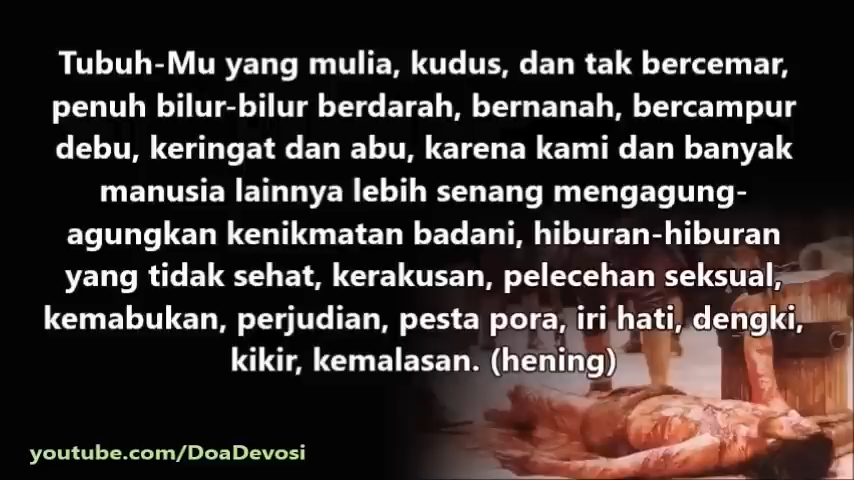 Tubuh-Mu yang mulia, kudus, dan tak bercemar,
penuh bilur-bilur berdarah, bernanah, bercampur
debu, keringat dan abu, karena kami dan banyak
manusia lainnya lebih senang mengagung-
agungkan kenikmatan badani, hiburan-hiburan
yang tidak sehat, kerakusan, pelecehan seksual,
kemabukan, perjudian, pesta pora, iri hati, dengki,
kikir, kemalasan. (hening)
youtube.com/DoaDevosi